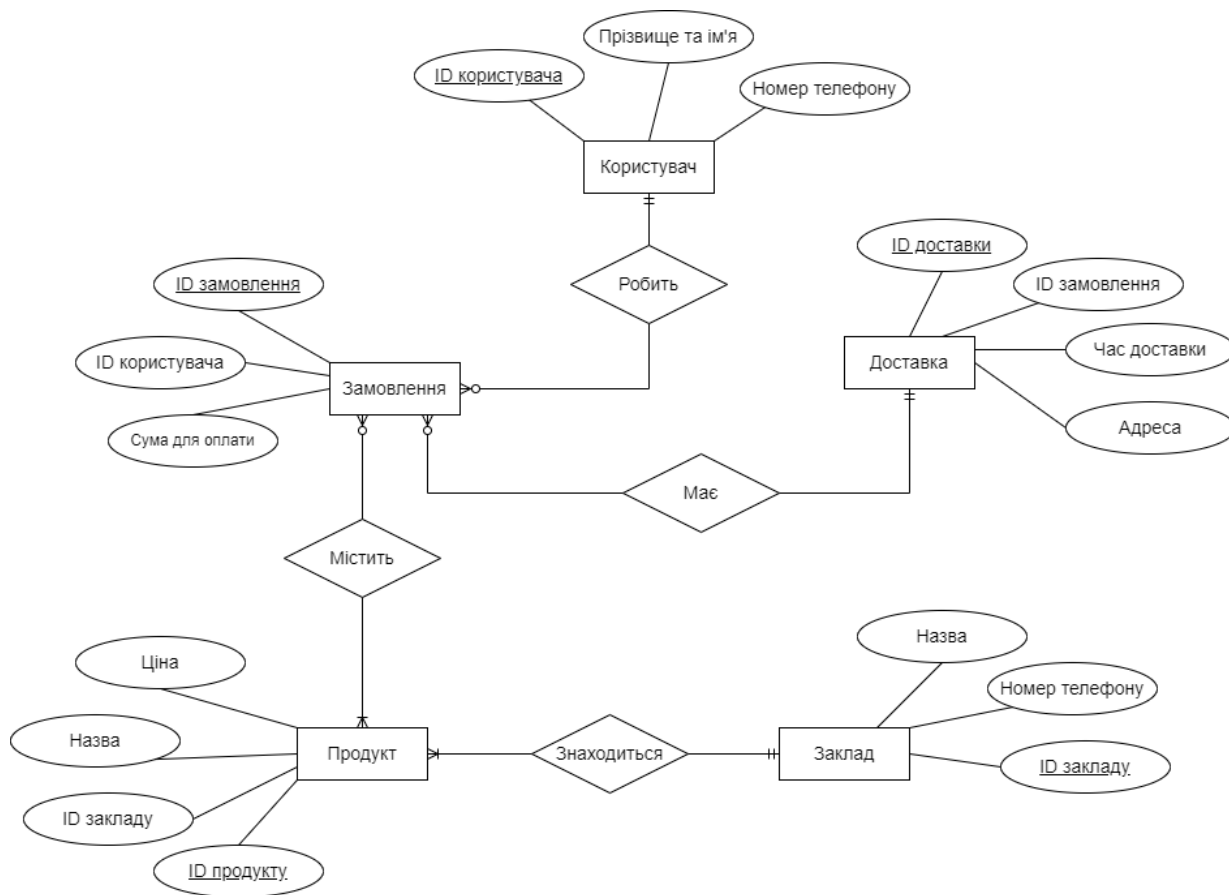 Прізвище та ім'я
ID користувача
Номер телефону
Користувач
ID доставки
ID замовлення
Робить
ID замовлення
Час доставки
ID користувача
Доставка
Замовлення
Адреса
Сума для оплати
Має
Містить
Назва
Ціна
Номер телефону
Назва
Продукт
Знаходиться
Заклад
ID закладу
ID закладу
ID продукту